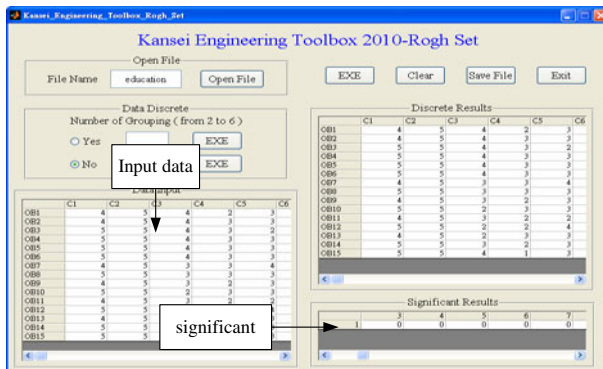 Kansei_Engineering_Toolbox_Rogh_Set
Kansei Engineering Toolbox 2010-Rogh Set
Open File
File Name education Open File
EXE Clear Save File Exit
Data Discrete
Number of Grouping ( from 2 to 6 )
Yes EXE
No EXE
Input data
Data Input
C1 C2 C3 C4 C5 C6
OB1 4 5 4 2 3
OB2 4 5 4 3 3
OB3 5 5 4 3 2
OB4 5 5 4 3 3
OB5 5 5 4 3 3
OB6 5 5 4 3 3
OB7 4 5 3 3 4
OB8 5 5 3 3 3
OB9 4 5 3 2 3
OB10 5 5 2 3 3
OB11 4 5 3 2 2
OB12 5 5
OB13 4 5
OB14 5 5
OB15 5 5
significant
Discrete Results
C1 C2 C3 C4 C5 C6
OB1 4 5 4 2 3
OB2 4 5 4 3 3
OB3 5 5 4 3 2
OB4 5 5 4 3 3
OB5 5 5 4 3 3
OB6 5 5 4 3 3
OB7 4 5 3 3 4
OB8 5 5 3 3 3
OB9 4 5 3 2 3
OB10 5 5 2 3 3
OB11 4 5 3 2 2
OB12 5 5 2 2 4
OB13 4 5 2 3 3
OB14 5 5 3 2 3
OB15 5 5 4 1 3
Significant Results
3 4 5 6 7
1 0 0 0 0 0